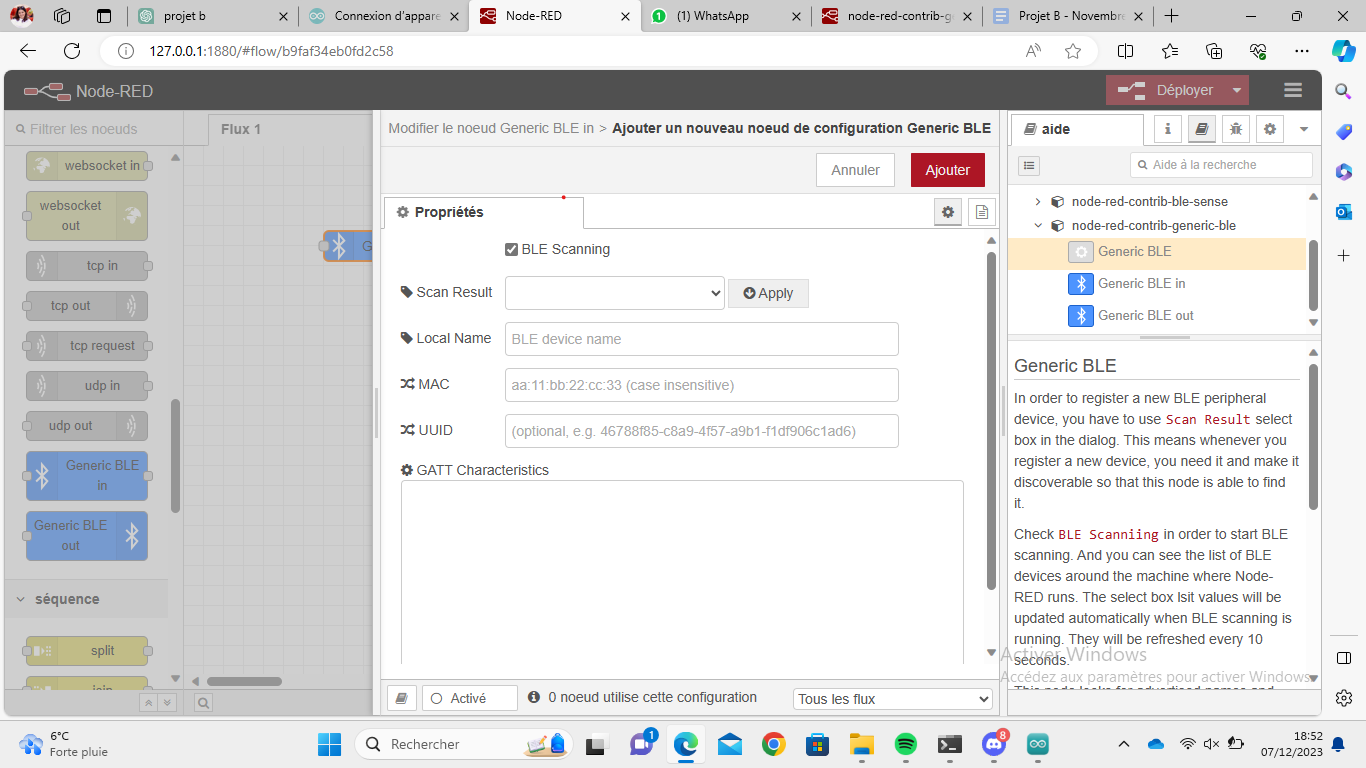 projet b
Connexion d'appare
Node-RED
(1) WhatsApp
node-red-contrib-g
Projet B - Novembre
127.0.0.1:1880/#flow/b9faf34eb0fd2c58
Node-RED
Déployer
Filtrer les noeuds
Flux 1
Modifier le noeud Generic BLE in > Ajouter un nouveau noeud de configuration Generic BLE
aide
Annuler
Ajouter
Aide à la recherche
websocket in
websocket
out
tcp in
tcp out
tcp request
udp in
udp out
Generic BLE
in
Generic BLE
out
séquence
split
join
G
Propriétés
BLE Scanning
Scan Result
Apply
Local Name
BLE device name
MAC
aa:11:bb:22:cc:33 (case insensitive)
UUID
(optional, e.g. 46788f85-c8a9-4f57-a9b1-f1df906c1ad6)
GATT Characteristics
Activé
0 noeud utilise cette configuration
Tous les flux
node-red-contrib-ble-sense
node-red-contrib-generic-ble
Generic BLE
Generic BLE in
Generic BLE out
Generic BLE
In order to register a new BLE peripheral
device, you have to use Scan Result select
box in the dialog. This means whenever you
register a new device, you need it and make it
discoverable so that this node is able to find
it.
Check BLE Scanniing in order to start BLE
scanning. And you can see the list of BLE
devices around the machine where Node-
RED runs. The select box lsit values will be
updated automatically when BLE scanning is
running. They will be refreshed every 10
seconds.
This node looks for advertised names and
Activer Windows
Accédez aux paramètres pour activer Windows.
6°C
Forte pluie
Rechercher
1
8
18:52
07/12/2023